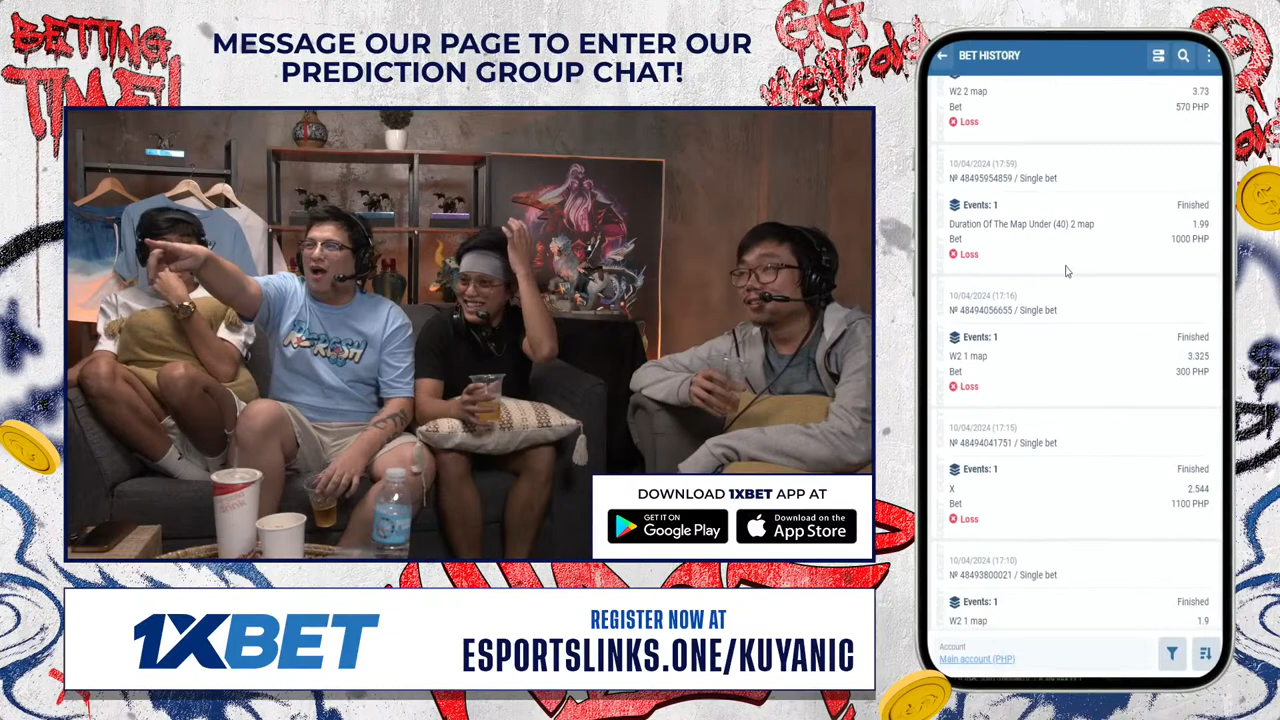 BETTING
TIME!
GG
MESSAGE OUR PAGE TO ENTER OUR
PREDICTION GROUP CHAT!
REFRESH
DOWNLOAD 1XBET APP AT
GET IT ON
Google Play
Download on the
App Store
1XBET
REGISTER NOW AT
ESPORTSLINKS.ONE/KUYANIC
BET HISTORY
W2 2 map 3.73
Bet 570 PHP
Loss
10/04/2024 (17:59)
№ 48495954859 / Single bet
Events: 1 Finished
Duration Of The Map Under (40) 2 map 1.99
Bet 1000 PHP
Loss
10/04/2024 (17:16)
№ 48494056655 / Single bet
Events: 1 Finished
W2 1 map 3.325
Bet 300 PHP
Loss
10/04/2024 (17:15)
№ 48494041751 / Single bet
Events: 1 Finished
X 2.544
Bet 1100 PHP
Loss
10/04/2024 (17:10)
№ 48493800021 / Single bet
Events: 1 Finished
W2 1 map 1.9
Account
Main account (PHP)